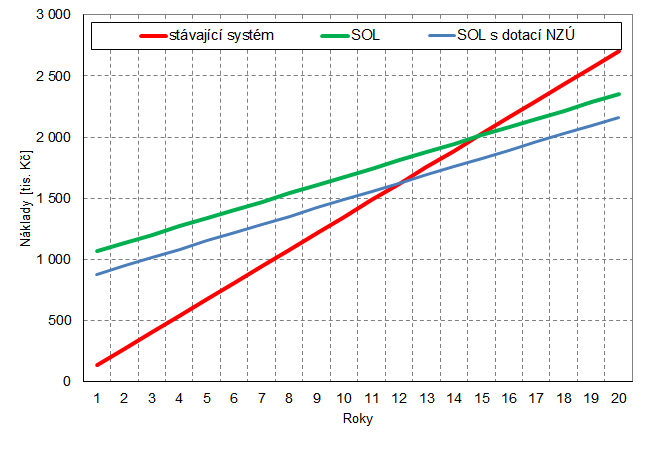 stávající systém SOL SOL s dotací NZÚ
3 000
2 500
2 000
1 500
1 000
500
0
Náklady [tis. Kč]
1 2 3 4 5 6 7 8 9 10 11 12 13 14 15 16 17 18 19 20
Roky